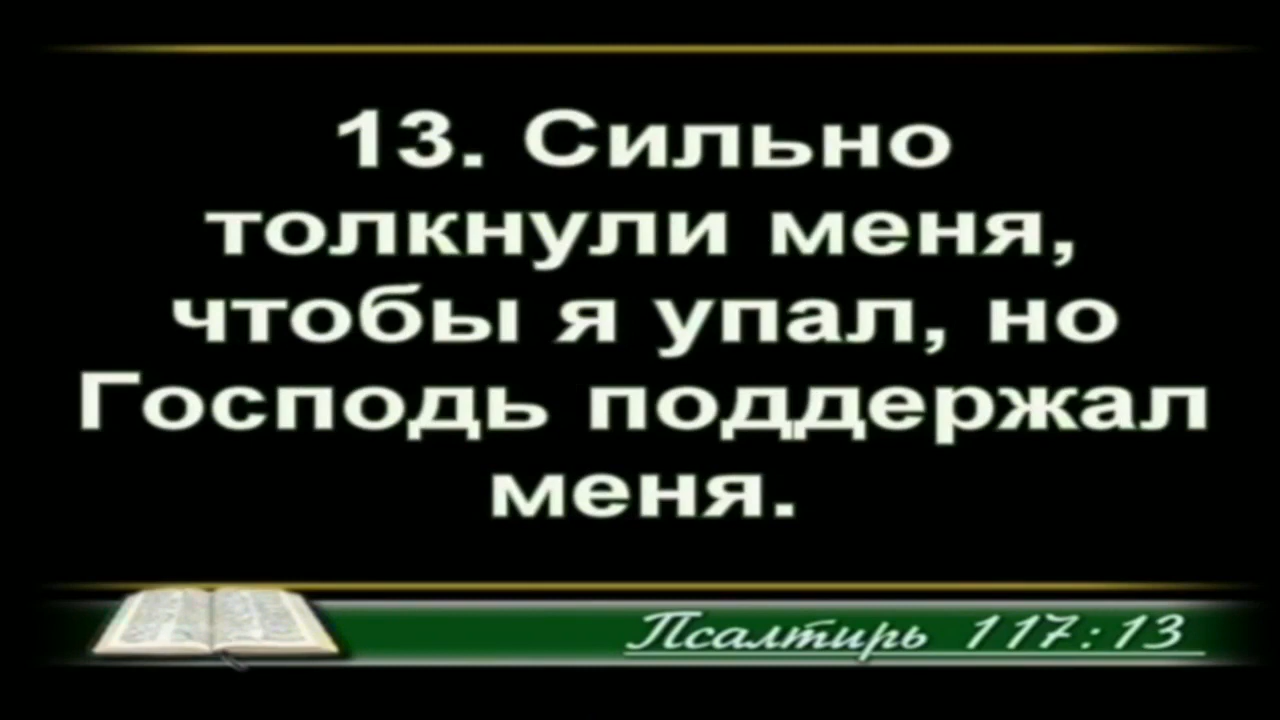 13. Сильно
толкнули меня,
чтобы я упал, но
Господь поддержал
меня.
Псалтирь 117:13